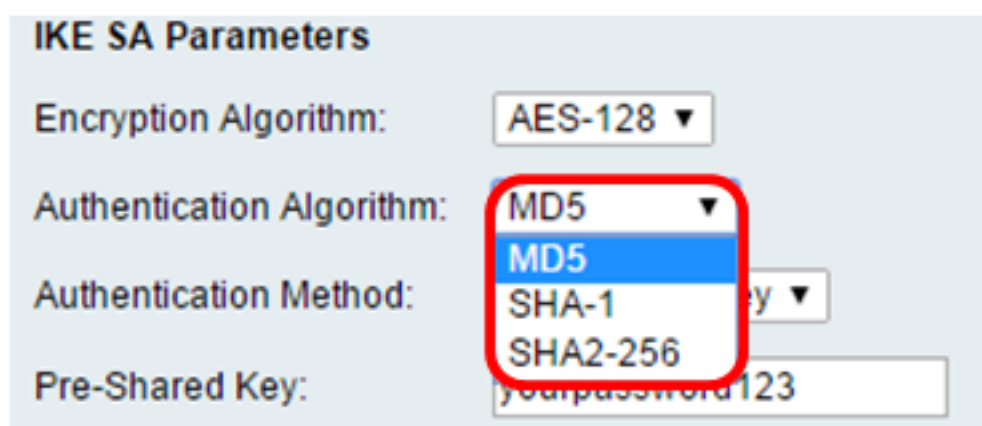 IKE SA Parameters
Encryption Algorithm: AES-128 ▼
Authentication Algorithm: MD5 ▼
MD5
Authentication Method: SHA-1 ey ▼
SHA2-256
Pre-Shared Key: yourpassword123